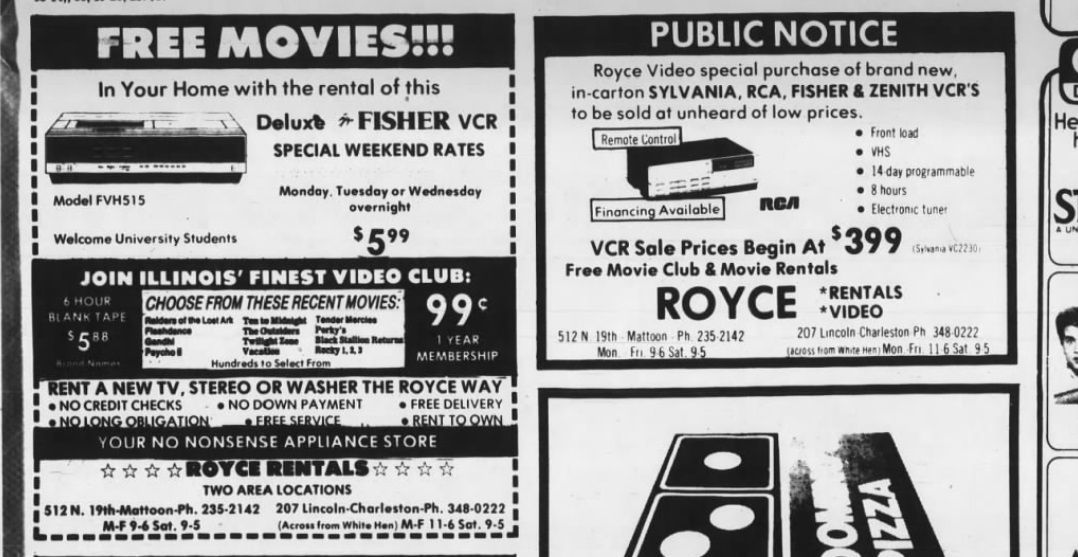 FREE MOVIES!!!
In Your Home with the rental of this
Deluxe FISHER VCR
SPECIAL WEEKEND RATES
Model FVH515
Monday, Tuesday or Wednesday
overnight
$5 99
Welcome University Students
JOIN ILLINOIS' FINEST VIDEO CLUB:
6 HOUR
BLANK TAPE
$5 88
Brand Names
CHOOSE FROM THESE RECENT MOVIES:
Raiders of the Lost Ark Ten to Midnight Tender Mercies
Flashdance The Outsiders Porky's
Gandhi Twilight Zone Black Stallion Returns
Psycho II Vacation Rocky 1, 2, 3
Hundreds to Select From
99¢
1 YEAR
MEMBERSHIP
RENT A NEW TV, STEREO OR WASHER THE ROYCE WAY
• NO CREDIT CHECKS • NO DOWN PAYMENT • FREE DELIVERY
• NO LONG OBLIGATION • FREE SERVICE • RENT TO OWN
YOUR NO NONSENSE APPLIANCE STORE
☆ ☆ ☆ ☆ ROYCE RENTALS ☆ ☆ ☆ ☆
TWO AREA LOCATIONS
512 N. 19th-Mattoon-Ph. 235-2142 207 Lincoln-Charleston-Ph. 348-0222
M-F 9-6 Sat. 9-5 (Across from White Hen) M-F 11-6 Sat. 9-5
PUBLIC NOTICE
Royce Video special purchase of brand new,
in-carton SYLVANIA, RCA, FISHER & ZENITH VCR'S
to be sold at unheard of low prices.
Remote Control
Financing Available
RCA
• Front load
• VHS
• 14-day programmable
• 8 hours
• Electronic tuner
VCR Sale Prices Begin At $399 (Sylvania VC2230)
Free Movie Club & Movie Rentals
ROYCE *RENTALS
*VIDEO
512 N. 19th - Mattoon - Ph. 235-2142 207 Lincoln-Charleston Ph. 348-0222
Mon. - Fri. 9-6 Sat. 9-5 (across from White Hen) Mon.-Fri. 11-6 Sat. 9-5
PIZZA